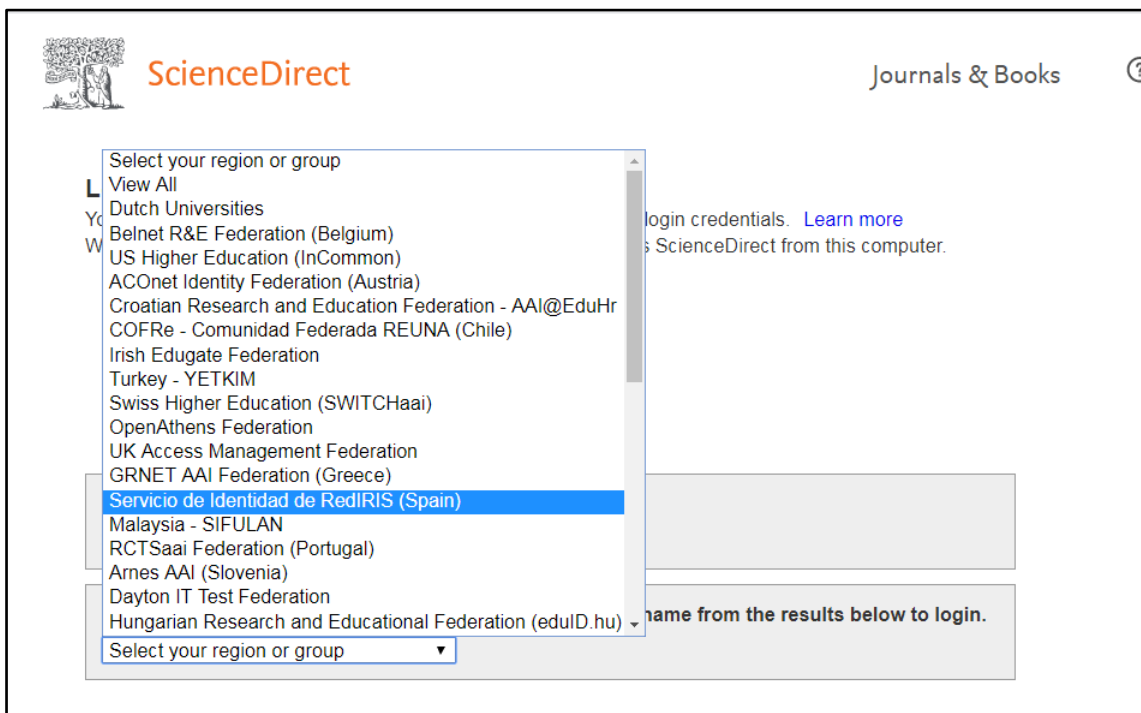 ScienceDirect
Journals & Books
Select your region or group
View All
Dutch Universities
Belnet R&E Federation (Belgium)
US Higher Education (InCommon)
ACOnet Identity Federation (Austria)
Croatian Research and Education Federation - AAI@EduHr
COFRe - Comunidad Federada REUNA (Chile)
Irish Edugate Federation
Turkey - YETKIM
Swiss Higher Education (SWITCHaai)
OpenAthens Federation
UK Access Management Federation
GRNET AAI Federation (Greece)
Servicio de Identidad de RedIRIS (Spain)
Malaysia - SIFULAN
RCTSaai Federation (Portugal)
Arnes AAI (Slovenia)
Dayton IT Test Federation
Hungarian Research and Educational Federation (eduID.hu)
login credentials. Learn more
ScienceDirect from this computer.
name from the results below to login.
Select your region or group